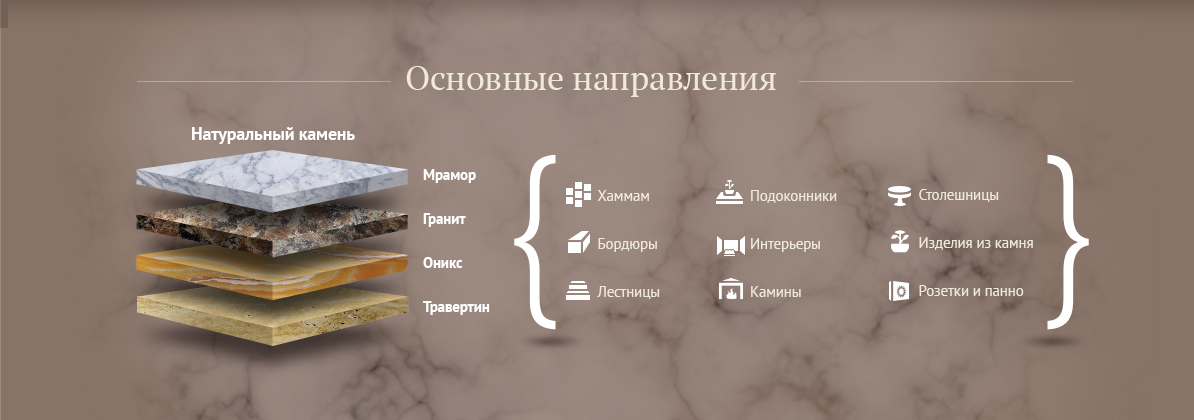 Основные направления
Натуральный камень
Мрамор
Гранит
Оникс
Травертин
Хаммам
Подоконники
Столешницы
Бордюры
Интерьеры
Изделия из камня
Лестницы
Камины
Розетки и панно